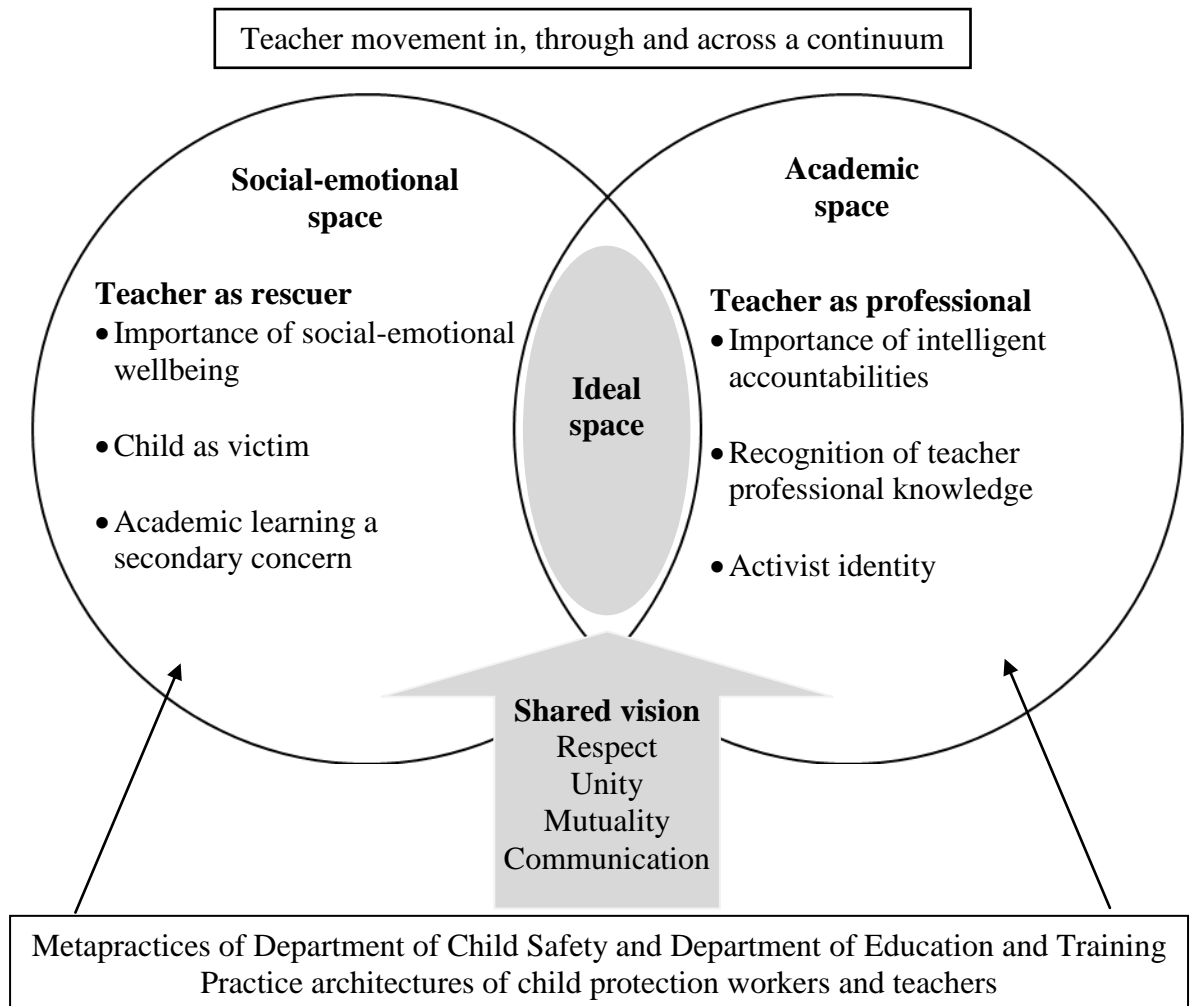 Teacher movement in, through and across a continuum
Social-emotional
space
Teacher as rescuer
• Importance of social-emotional
wellbeing
• Child as victim
• Academic learning a
secondary concern
Ideal
space
Academic
space
Teacher as professional
• Importance of intelligent
accountabilities
• Recognition of teacher
professional knowledge
• Activist identity
Shared vision
Respect
Unity
Mutuality
Communication
Metapractices of Department of Child Safety and Department of Education and Training
Practice architectures of child protection workers and teachers